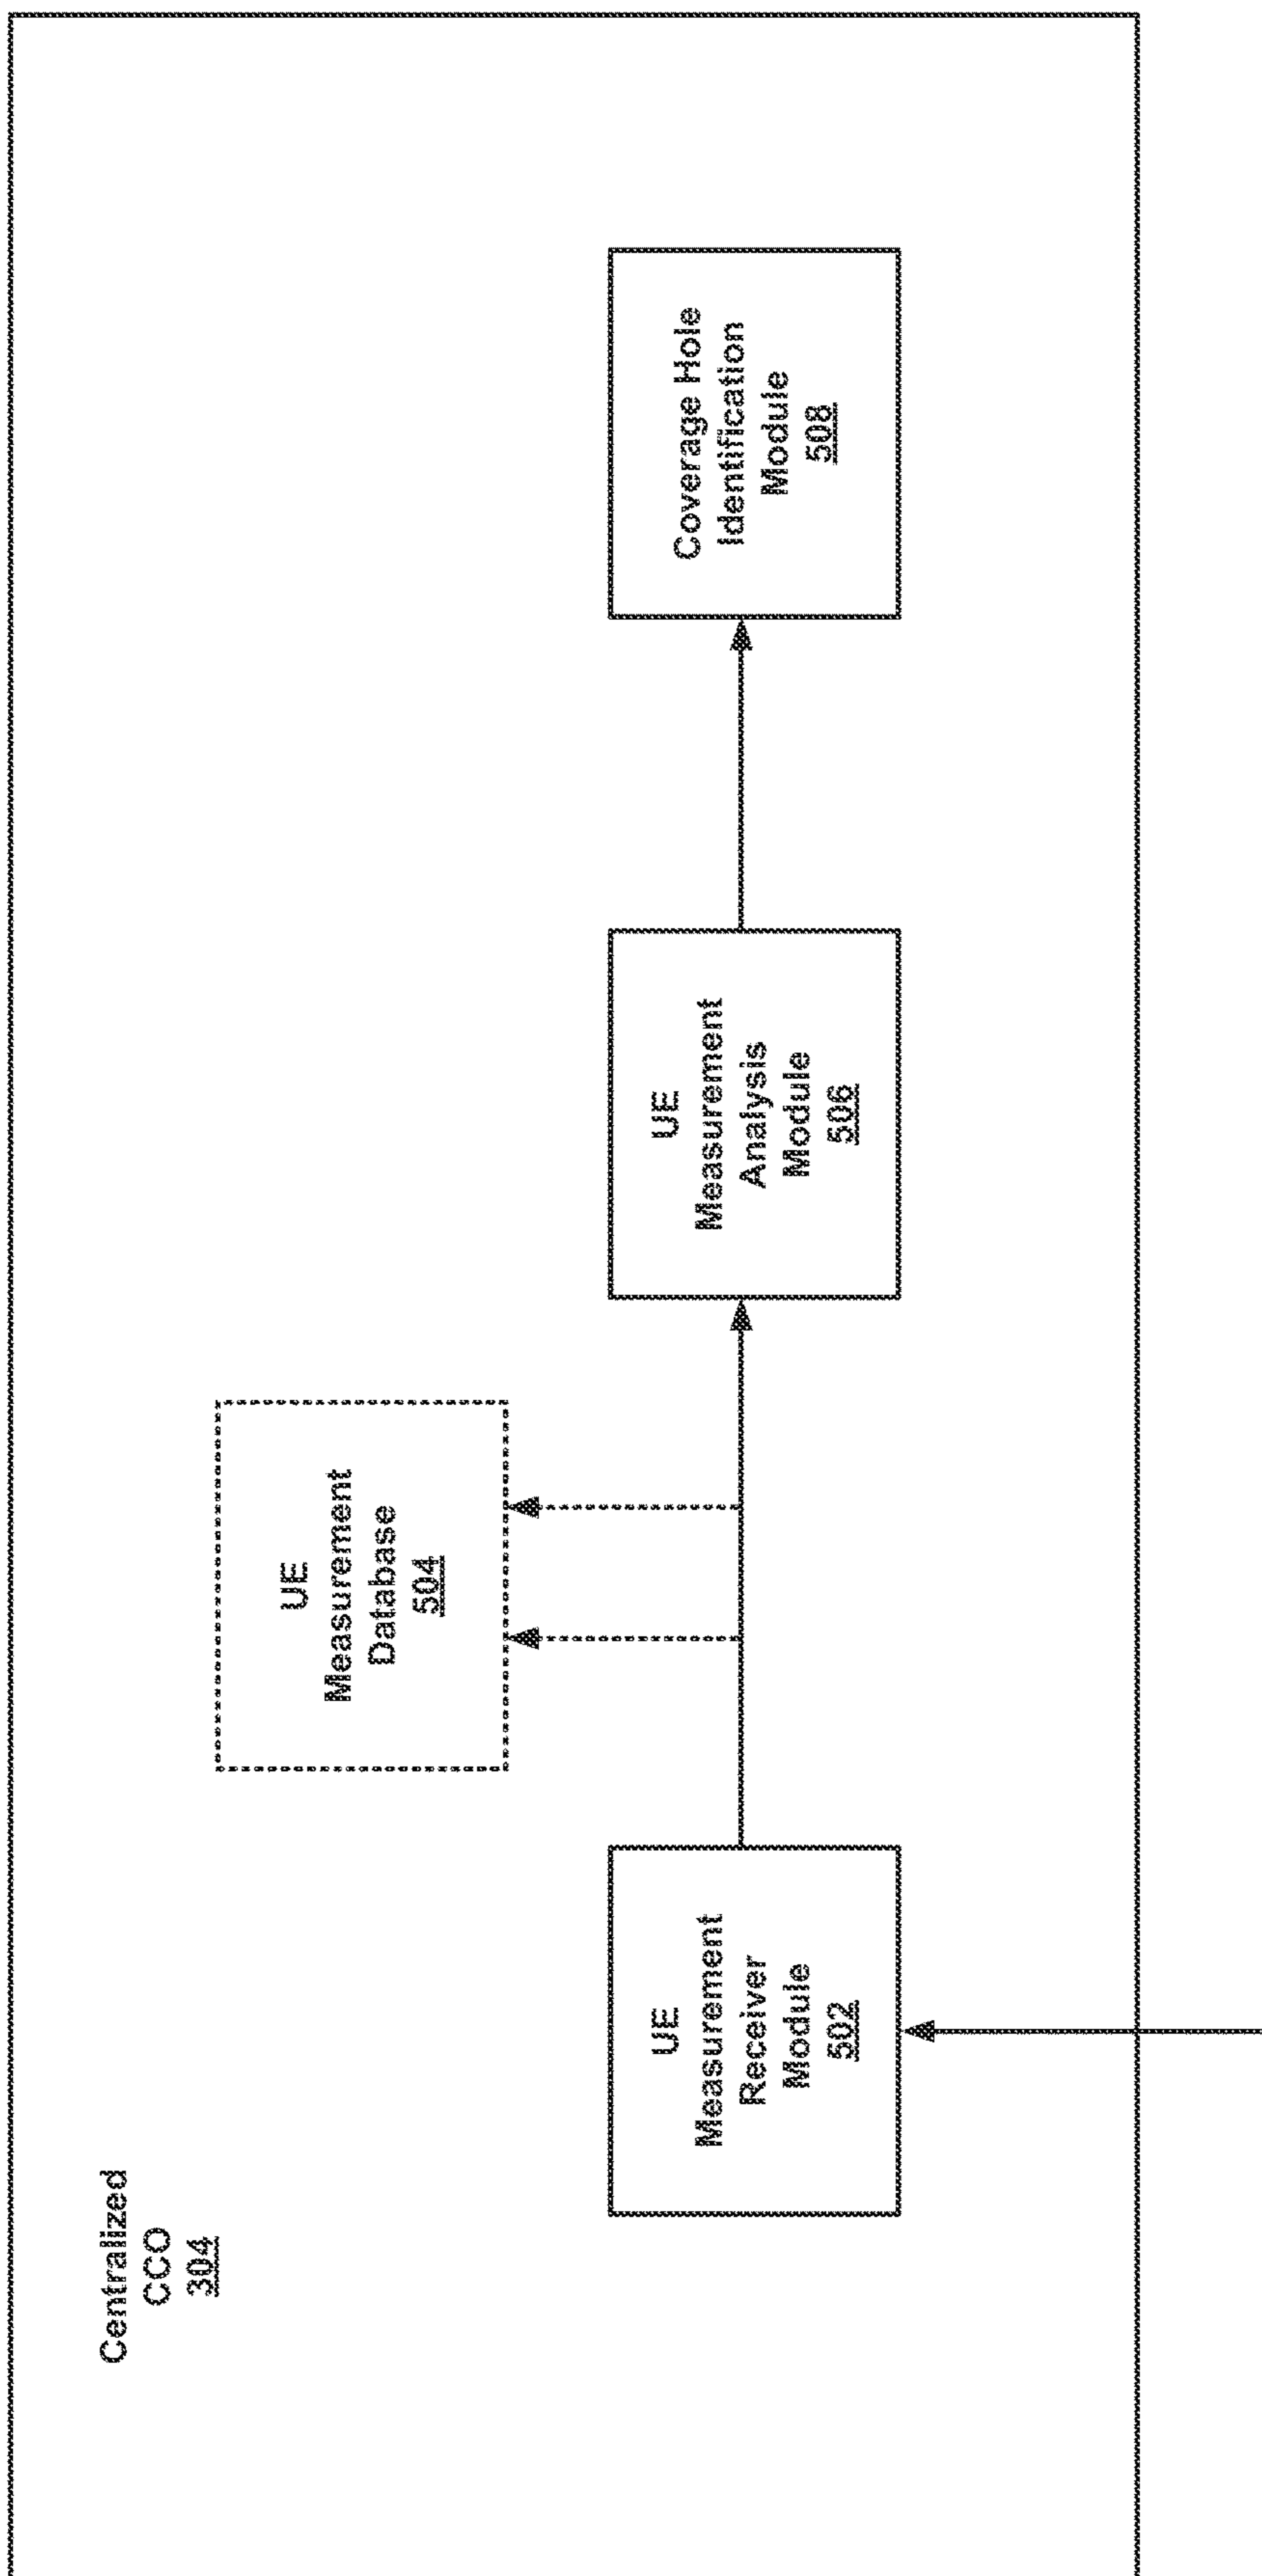 Centralized
CCO
304
UE
Measurement
Database
504
UE
Measurement
Receiver
Module
502
UE
Measurement
Analysis
Module
506
Coverage Hole
Identification
Module
508